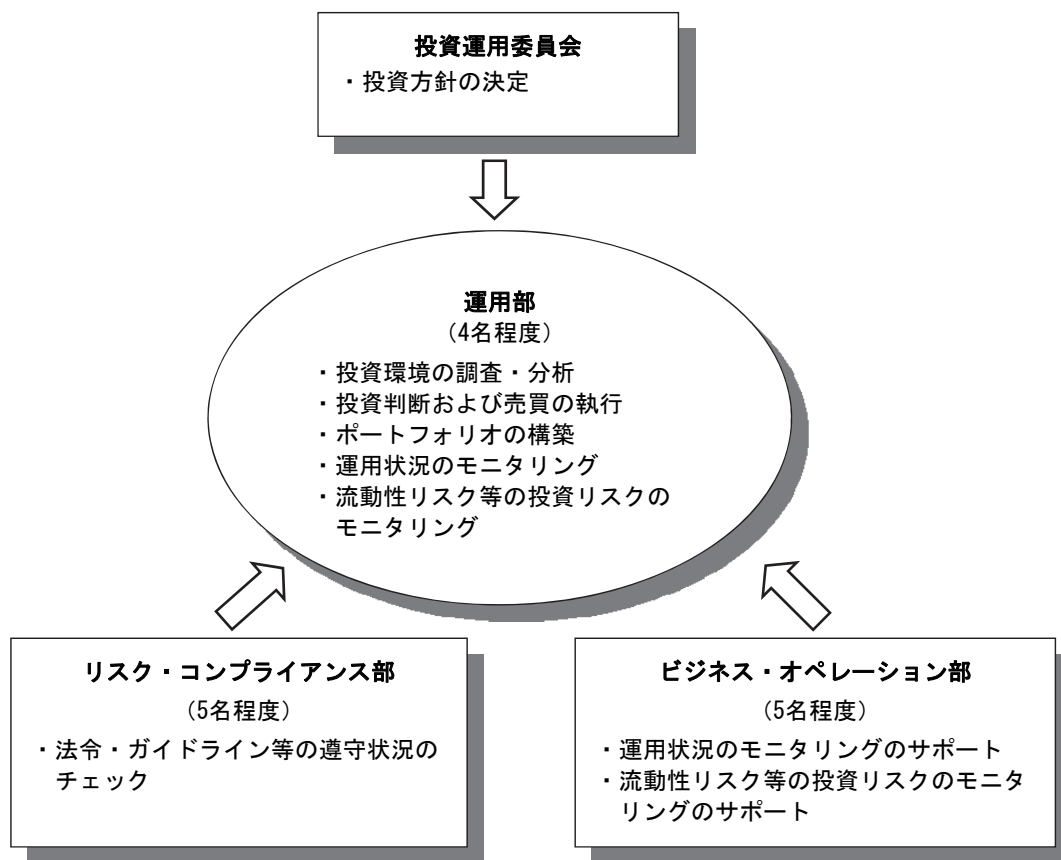 投資運用委員会
・投資方針の決定
運用部
（4名程度）
・投資環境の調査・分析
・投資判断および売買の執行
・ポートフォリオの構築
・運用状況のモニタリング
・流動性リスク等の投資リスクの
モニタリング
リスク・コンプライアンス部
（5名程度）
・法令・ガイドライン等の遵守状況の
チェック
ビジネス・オペレーション部
（5名程度）
・運用状況のモニタリングのサポート
・流動性リスク等の投資リスクのモニタ
リングのサポート